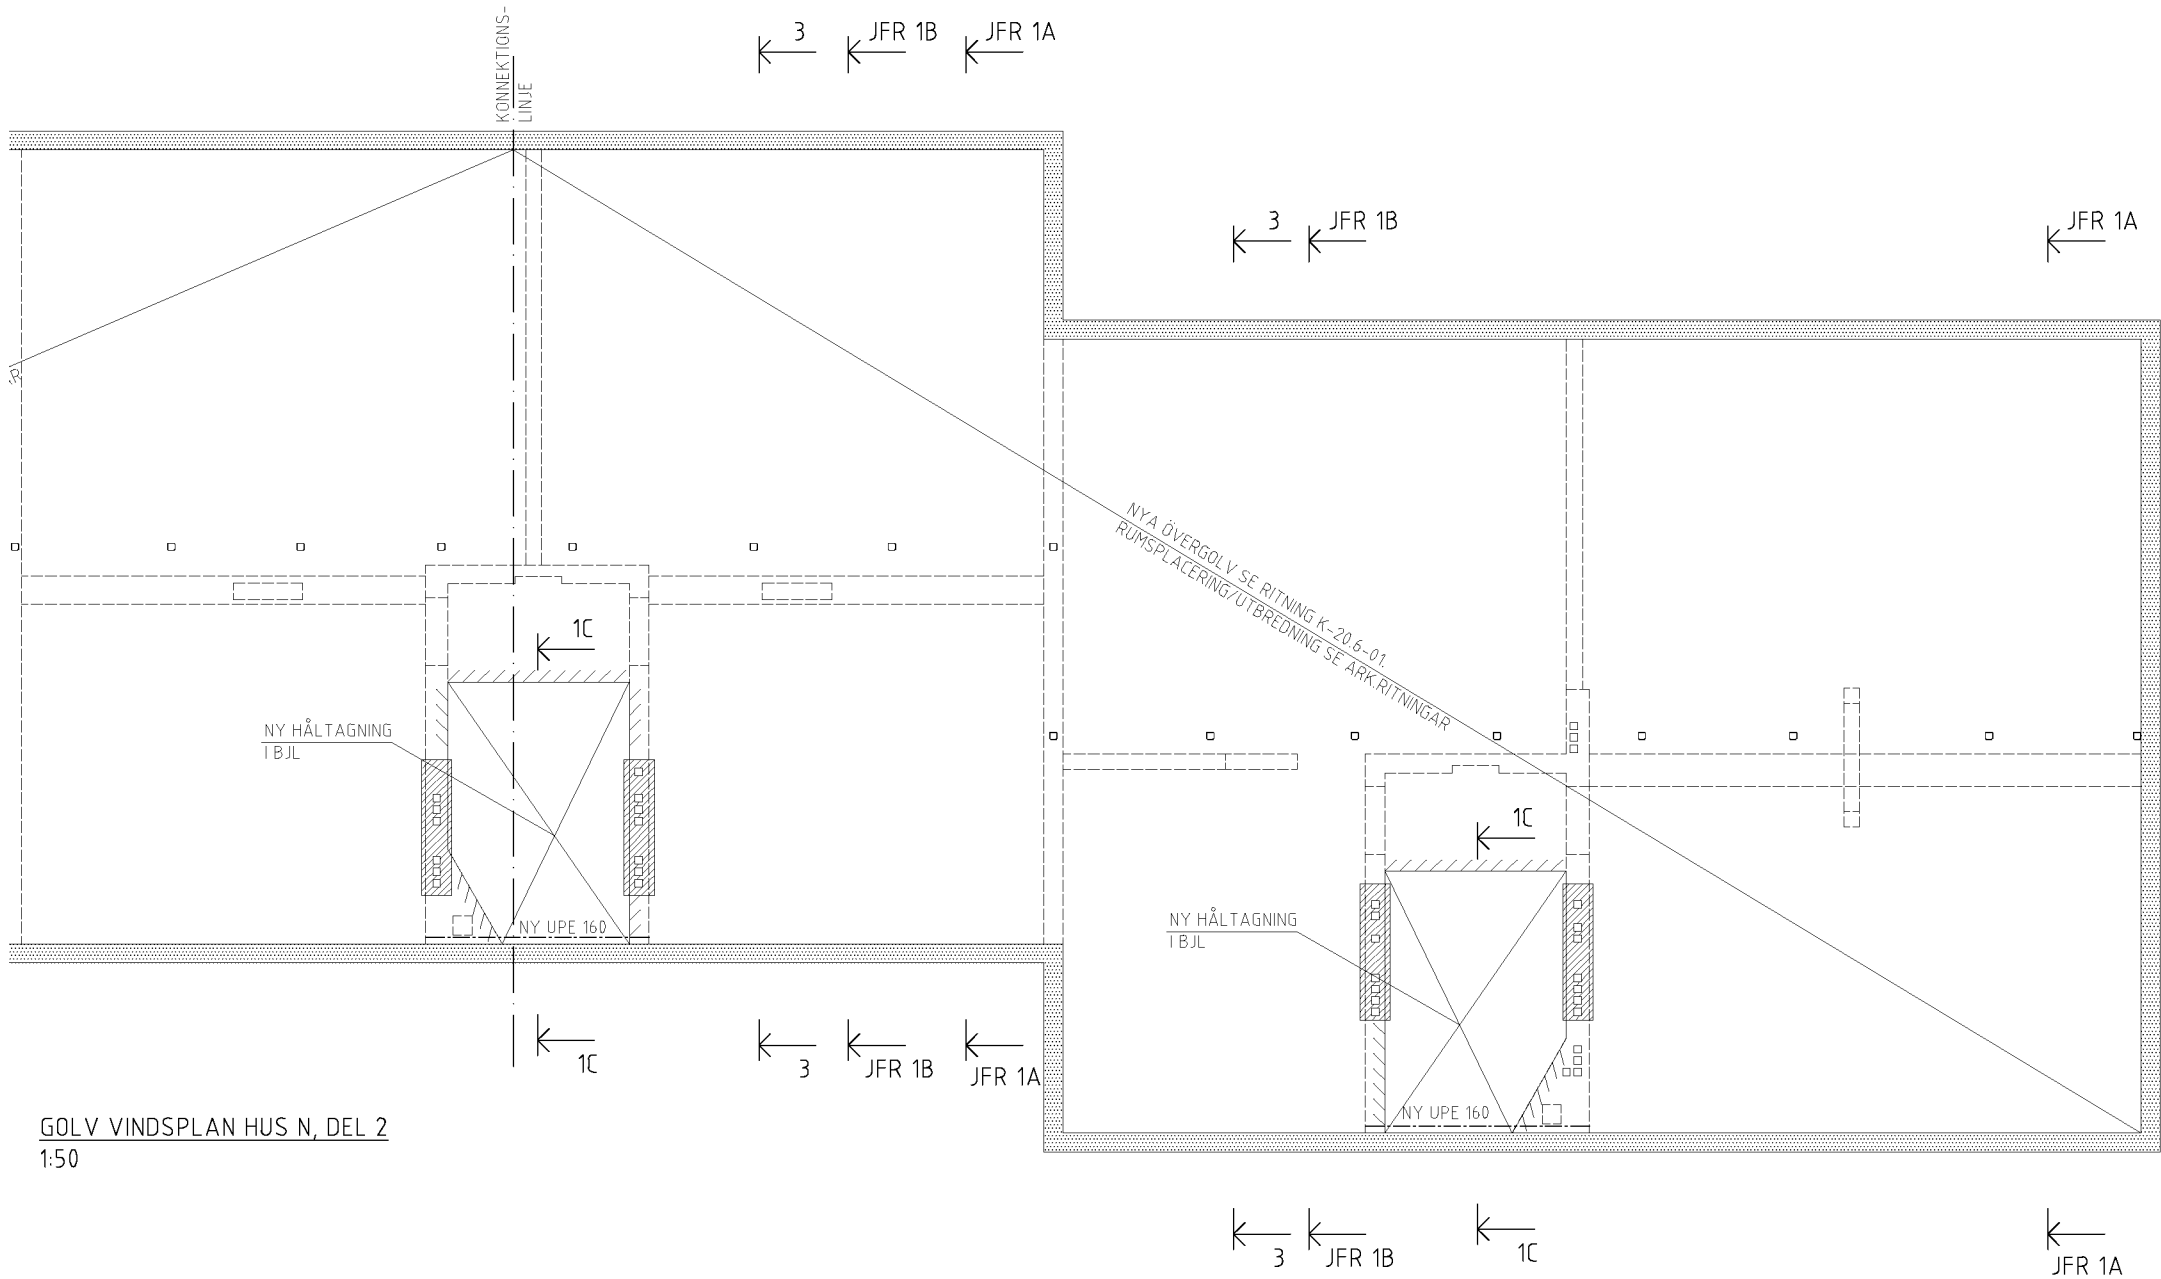 KONNEKTIONS-
LINJE
3
JFR 1B
JFR 1A
3
JFR 1B
JFR 1A
NYA ÖVERGOLV SE RITNING K-20.6-01.
RUMSPLACERING/UTBREDNING SE ARK.RITNINGAR
1C
NY HÅLTAGNING
I BJL
1C
NY HÅLTAGNING
I BJL
NY UPE 160
NY UPE 160
1C
3
JFR 1B
JFR 1A
GOLV VINDSPLAN HUS N, DEL 2
1:50
3
JFR 1B
1C
JFR 1A